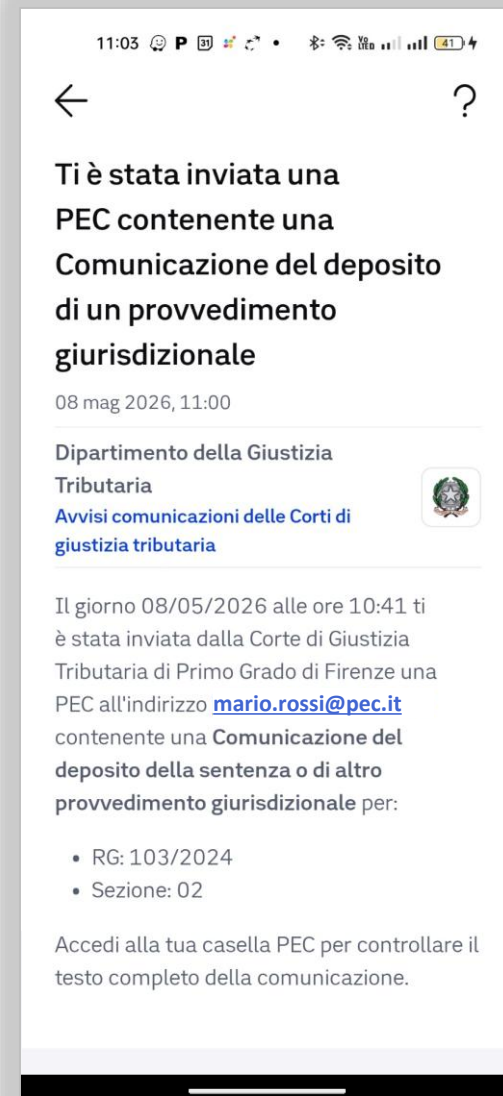 11:03 P 31 Vo LTED 41
?
Ti è stata inviata una
PEC contenente una
Comunicazione del deposito
di un provvedimento
giurisdizionale
08 mag 2026, 11:00
Dipartimento della Giustizia
Tributaria
Avvisi comunicazioni delle Corti di
giustizia tributaria
Il giorno 08/05/2026 alle ore 10:41 ti
è stata inviata dalla Corte di Giustizia
Tributaria di Primo Grado di Firenze una
PEC all'indirizzo mario.rossi@pec.it
contenente una Comunicazione del
deposito della sentenza o di altro
provvedimento giurisdizionale per:
• RG: 103/2024
• Sezione: 02
Accedi alla tua casella PEC per controllare il
testo completo della comunicazione.